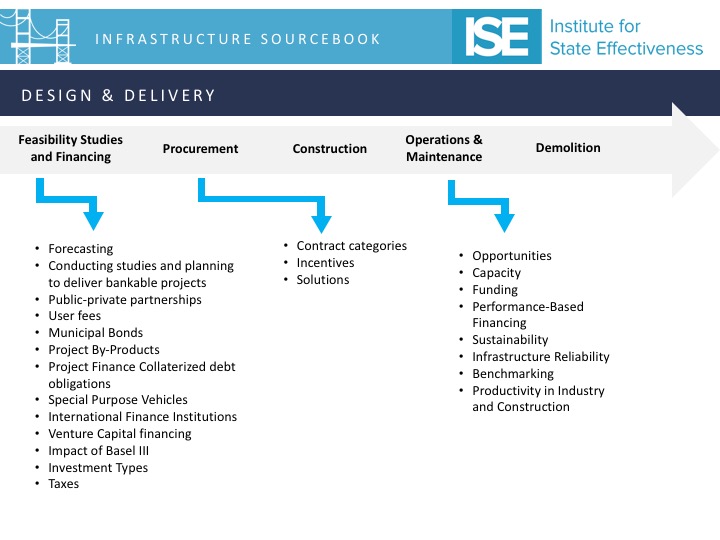 INFRASTRUCTURE SOURCEBOOK
ISE
Institute for
State Effectiveness
DESIGN & DELIVERY
Feasibility Studies
and Financing
Procurement
Construction
Operations &
Maintenance
Demolition
• Forecasting
• Conducting studies and planning
to deliver bankable projects
• Public-private partnerships
• User fees
• Municipal Bonds
• Project By-Products
• Project Finance Collaterized debt
obligations
• Special Purpose Vehicles
• International Finance Institutions
• Venture Capital financing
• Impact of Basel III
• Investment Types
• Taxes
• Contract categories
• Incentives
• Solutions
• Opportunities
• Capacity
• Funding
• Performance-Based
Financing
• Sustainability
• Infrastructure Reliability
• Benchmarking
• Productivity in Industry
and Construction